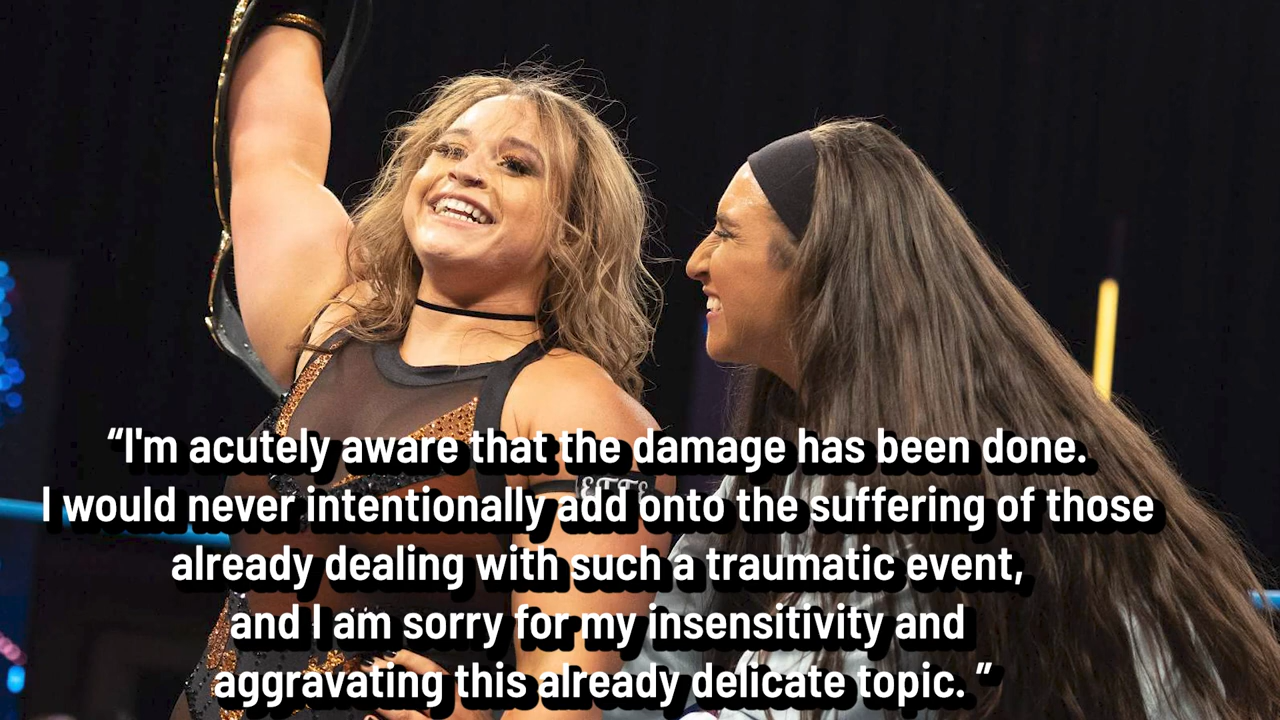 “I'm acutely aware that the damage has been done.
I would never intentionally add onto the suffering of those
already dealing with such a traumatic event,
and I am sorry for my insensitivity and
aggravating this already delicate topic. ”